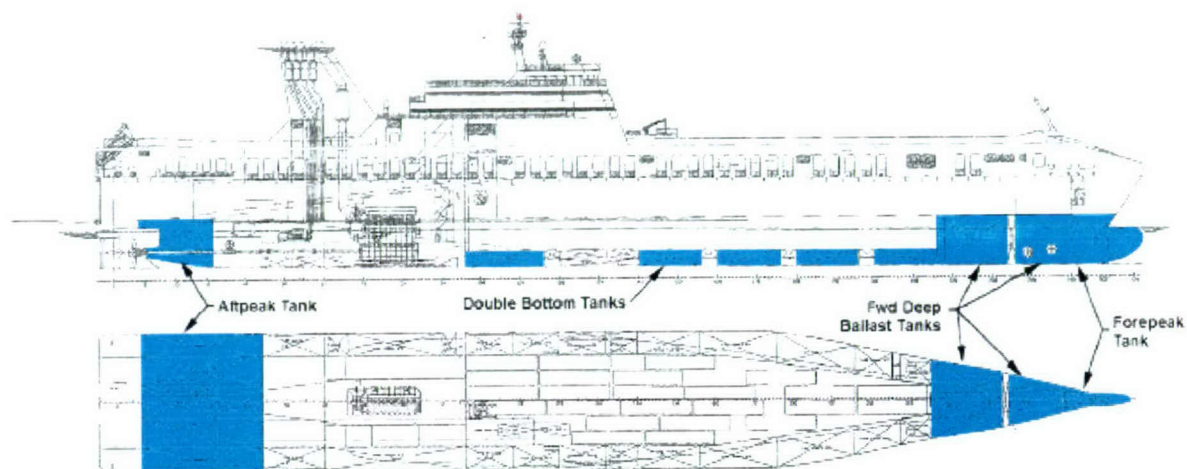 Aftpeak Tank
Double Bottom Tanks
Fwd Deep
Ballast Tanks
Forepeak
Tank